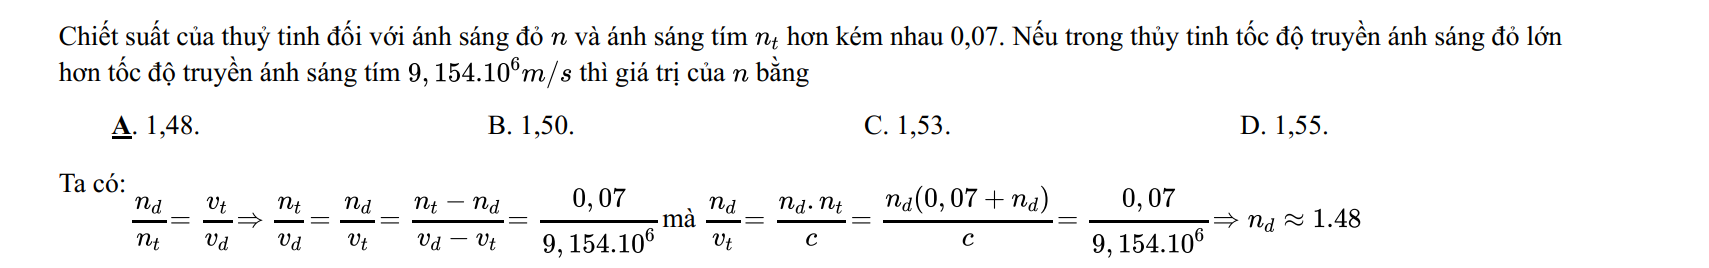 Chiết suất của thuỷ tinh đối với ánh sáng đỏ n và ánh sáng tím n_t hơn kém nhau 0,07. Nếu trong thủy tinh tốc độ truyền ánh sáng đỏ lớn
hơn tốc độ truyền ánh sáng tím 9,154.10^6 m/s thì giá trị của n bằng
A. 1,48. B. 1,50. C. 1,53. D. 1,55.
Ta có: \frac{n_d}{n_t} = \frac{v_t}{v_d} ⇒ \frac{n_t}{v_d} = \frac{n_d}{v_t} = \frac{n_t - n_d}{v_d - v_t} = \frac{0,07}{9,154.10^6} mà \frac{n_d}{v_t} = \frac{n_d.n_t}{c} = \frac{n_d(0,07 + n_d)}{c} = \frac{0,07}{9,154.10^6} ⇒ n_d ≈ 1.48